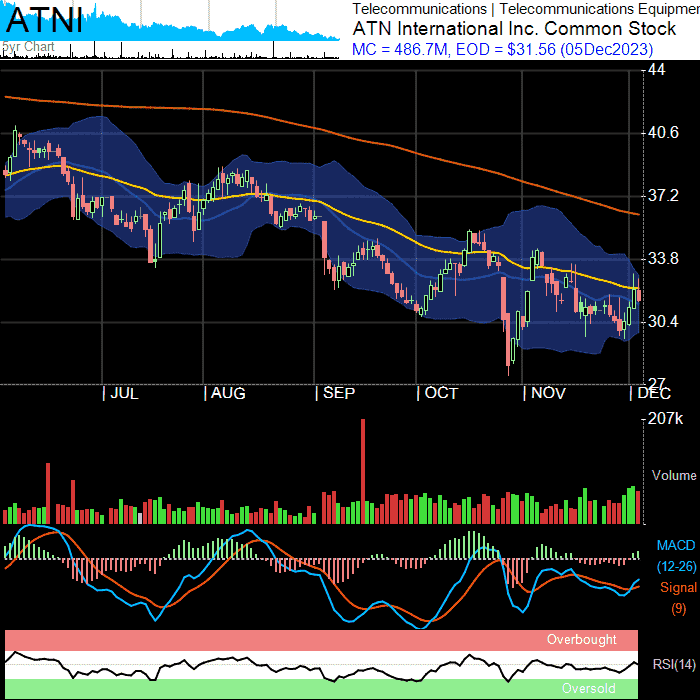 ATNI
5yr Chart
Telecommunications | Telecommunications Equipmen
ATN International Inc. Common Stock
MC = 486.7M, EOD = $31.56 (05Dec2023)
44
40.6
37.2
33.8
30.4
27
JUL
AUG
SEP
OCT
NOV
DEC
207k
Volume
MACD
(12-26)
Signal
(9)
Overbought
RSI(14)
Oversold